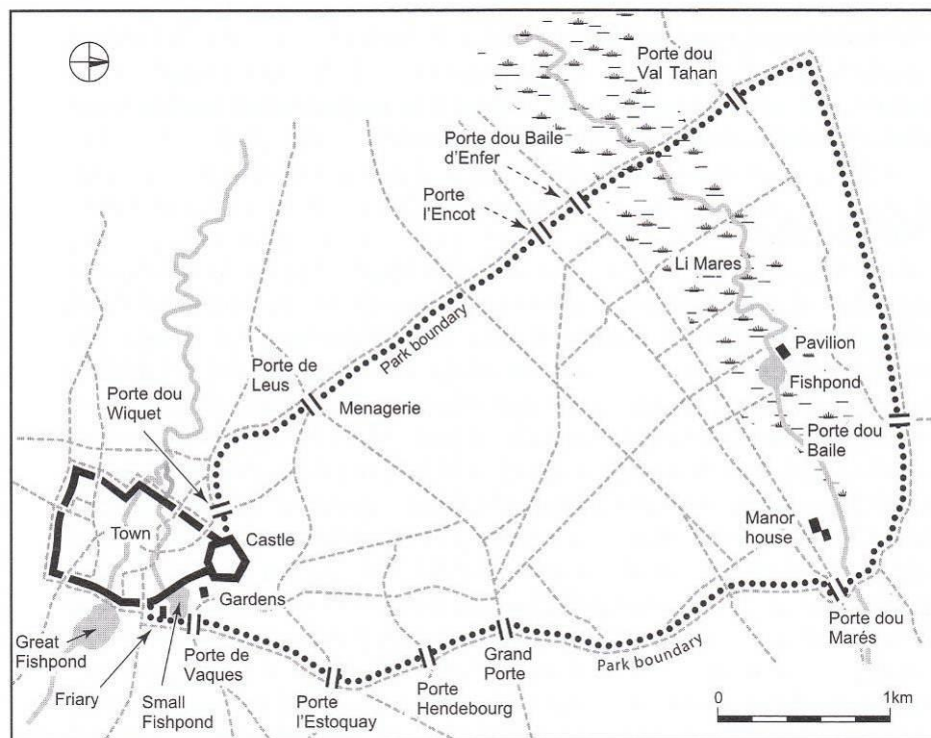 Porte dou
Val Tahan
Porte dou Baile
d'Enfer
Porte
l'Encot
Li Mares
Park boundary
Pavilion
Porte de
Leus
Fishpond
Porte dou
Wiquet
Menagerie
Porte dou
Baile
Manor
house
Town
Castle
Gardens
Great
Fishpond
Porte de
Vaques
Grand
Porte
Park boundary
Porte dou
Marés
Friary
Small
Fishpond
Porte
l'Estoquay
Porte
Hendebourg
0
1km